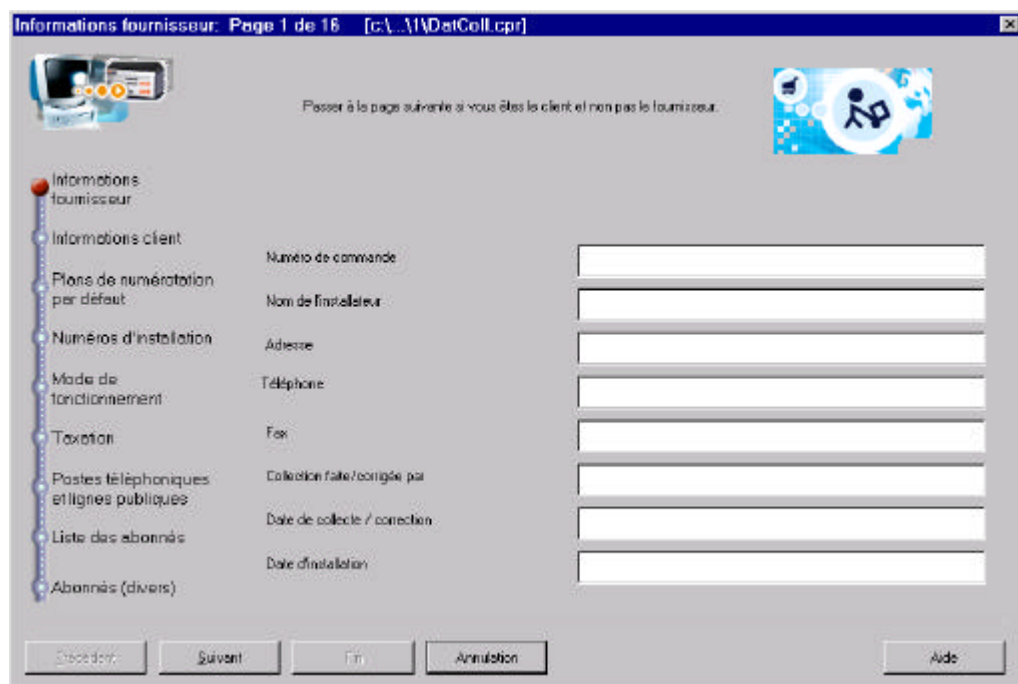 Informations fournisseur: Page 1 de 16 [c:\...\1\DatColl.cpr]
Passer à la page suivante si vous êtes le client et non pas le fournisseur.
Informations
fournisseur
Informations client
Plans de numérotation
par défaut
Numéros d'installation
Mode de
fonctionnement
Taxation
Postes téléphoniques
et lignes publiques
Liste des abonnés
Abonnés (divers)
Numéro de commande
Nom de l'installateur
Adresse
Téléphone
Fax
Collection faite/corrigée par
Date de collecte / correction
Date d'installation
Précédent
Suivant
Fin
Annulation
Aide